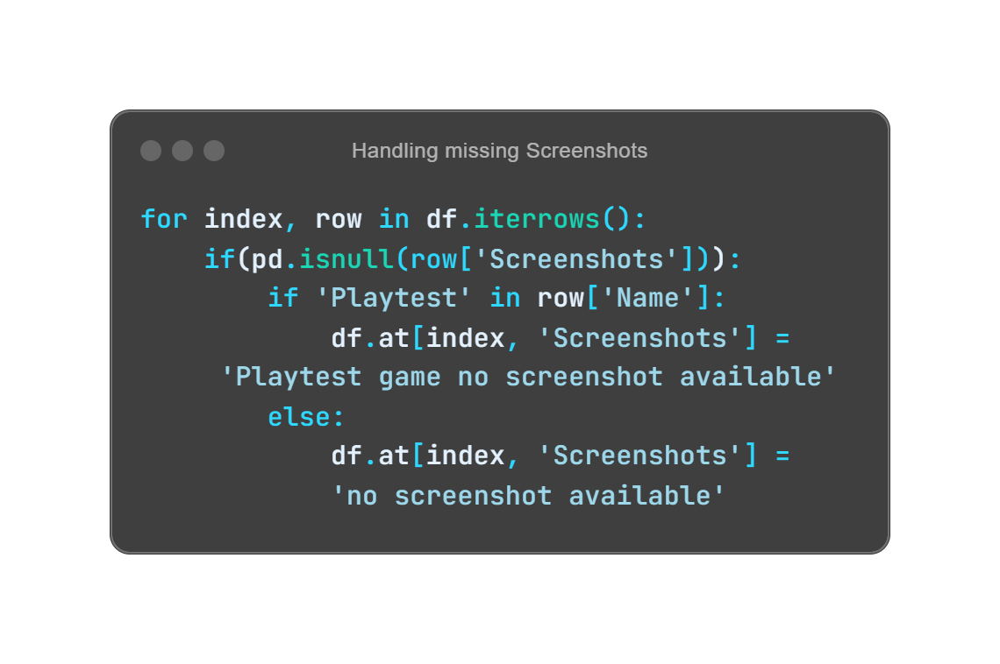 Handling missing Screenshots
for index, row in df.iterrows():
    if(pd.isnull(row['Screenshots'])):
        if 'Playtest' in row['Name']:
            df.at[index, 'Screenshots'] =
     'Playtest game no screenshot available'
        else:
            df.at[index, 'Screenshots'] =
            'no screenshot available'